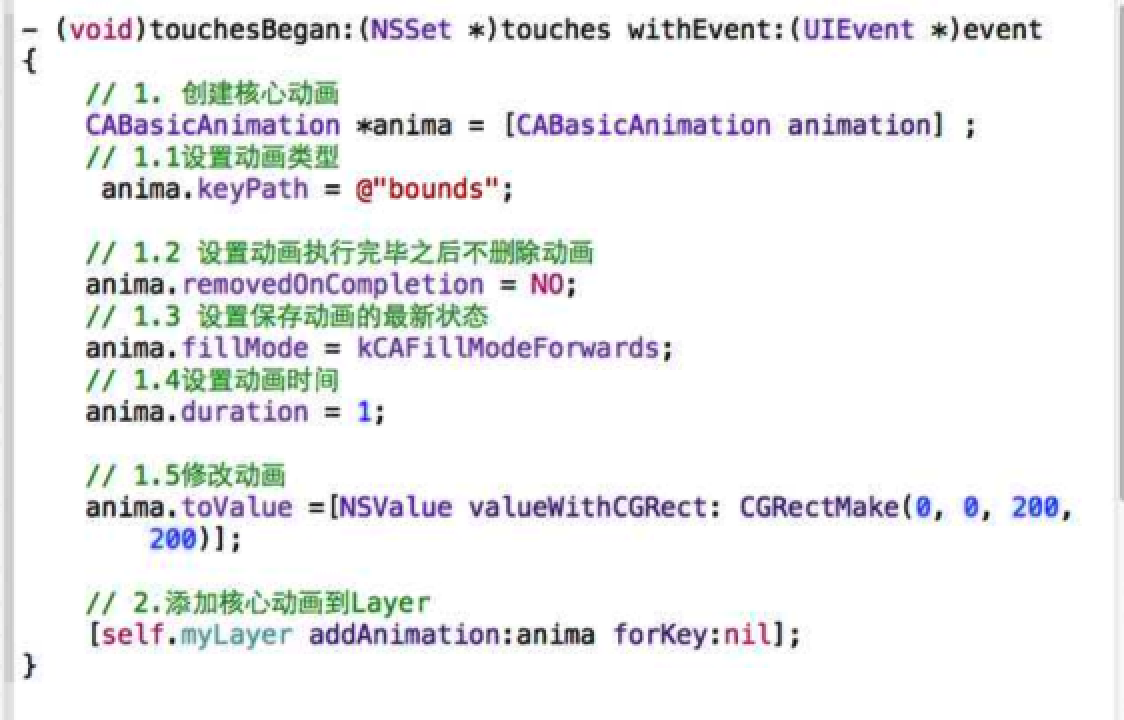 - (void)touchesBegan:(NSSet *)touches withEvent:(UIEvent *)event
{
// 1. 创建核心动画
CABasicAnimation *anima = [CABasicAnimation animation] ;
// 1.1设置动画类型
anima.keyPath = @"bounds";
// 1.2 设置动画执行完毕之后不删除动画
anima.removedOnCompletion = NO;
// 1.3 设置保存动画的最新状态
anima.fillMode = kCAFillModeForwards;
// 1.4设置动画时间
anima.duration = 1;
// 1.5修改动画
anima.toValue =[NSValue valueWithCGRect: CGRectMake(0, 0, 200,
200)];
// 2.添加核心动画到Layer
[self.myLayer addAnimation:anima forKey:nil];
}